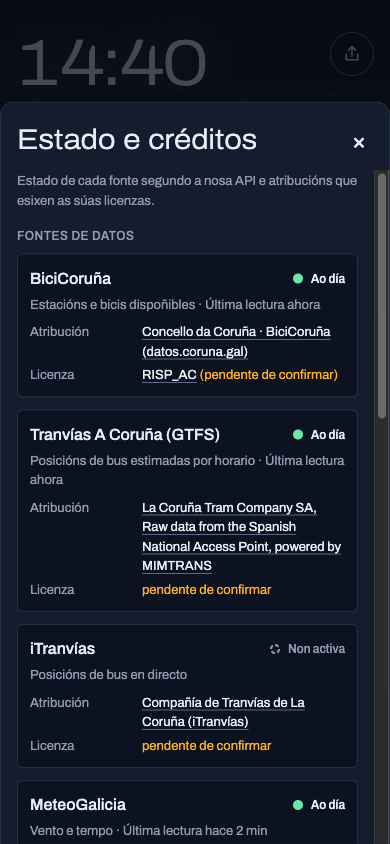 14:40
Estado e créditos
×
Estado de cada fonte segundo a nosa API e atribucións que
esixen as súas licenzas.
FONTES DE DATOS
BiciCoruña
Ao día
Estacións e bicis dispoñibles · Última lectura ahora
Atribución
Concello da Coruña · BiciCoruña
(datos.coruna.gal)
Licenza
RISP_AC (pendente de confirmar)
Tranvías A Coruña (GTFS)
Ao día
Posicións de bus estimadas por horario · Última lectura
ahora
Atribución
La Coruña Tram Company SA,
Raw data from the Spanish
National Access Point, powered by
MIMTRANS
Licenza
pendente de confirmar
iTranvías
Non activa
Posicións de bus en directo
Atribución
Compañía de Tranvías de La
Coruña (iTranvías)
Licenza
pendente de confirmar
MeteoGalicia
Ao día
Vento e tempo · Última lectura hace 2 min